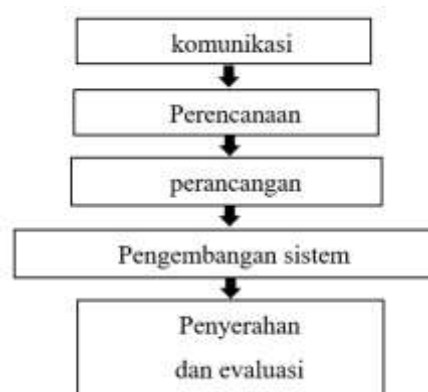 komunikasi
Perencanaan
perancangan
Pengembangan sistem
Penyerahan
dan evaluasi